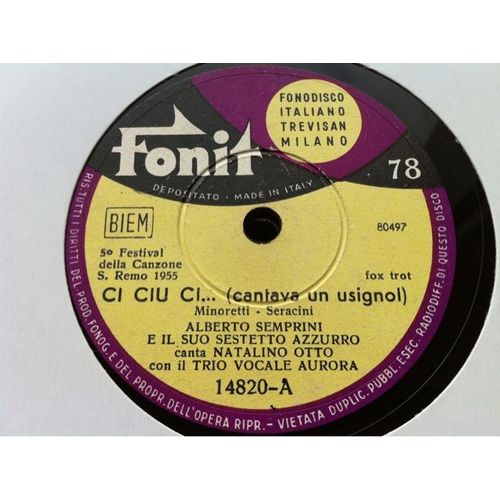 Fonit
FONODISCO
ITALIANO
TREVISAN
MILANO
DEPOSITATO - MADE IN ITALY
78
BIEM
80497
5º Festival
della Canzone
S. Remo 1955
fox trot
CI CIU CI... (cantava un usignol)
Minoretti - Seracini
ALBERTO SEMPRINI
E IL SUO SESTETTO AZZURRO
canta NATALINO OTTO
con il TRIO VOCALE AURORA
14820-A
RIS. TUTTI I DIRITTI DEL PROD. FONOG. E DEL PROPR. DELL'OPERA RIPR. - VIETATA DUPLIC. PUBBL. ESEC. RADIODIFF. DI QUESTO DISCO